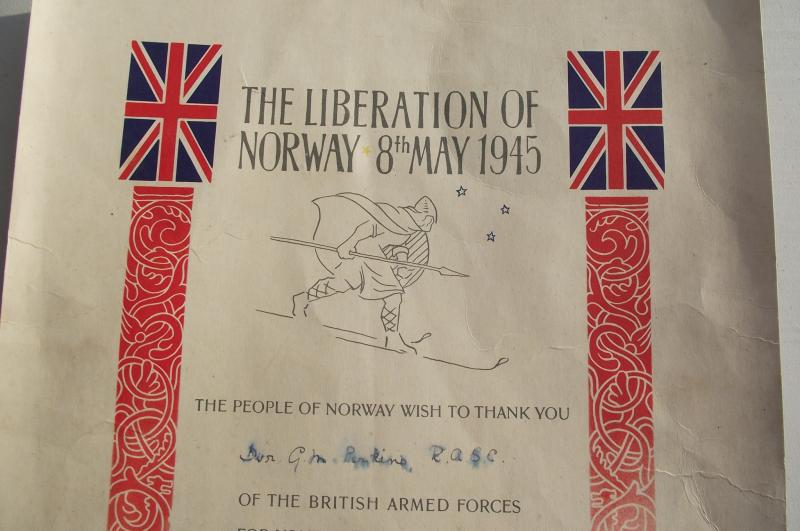 THE LIBERATION OF
NORWAY 8th MAY 1945
THE PEOPLE OF NORWAY WISH TO THANK YOU
Dvr G.M. Perkins, R.A.S.C.
OF THE BRITISH ARMED FORCES